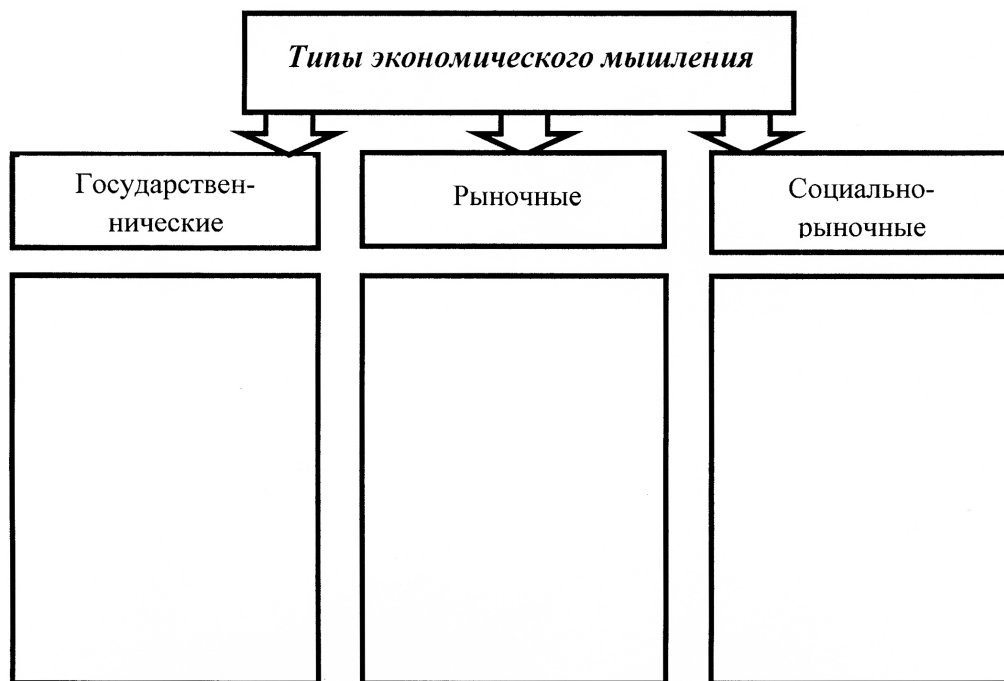 Типы экономического мышления
Государствен-
нические
Рыночные
Социально-
рыночные